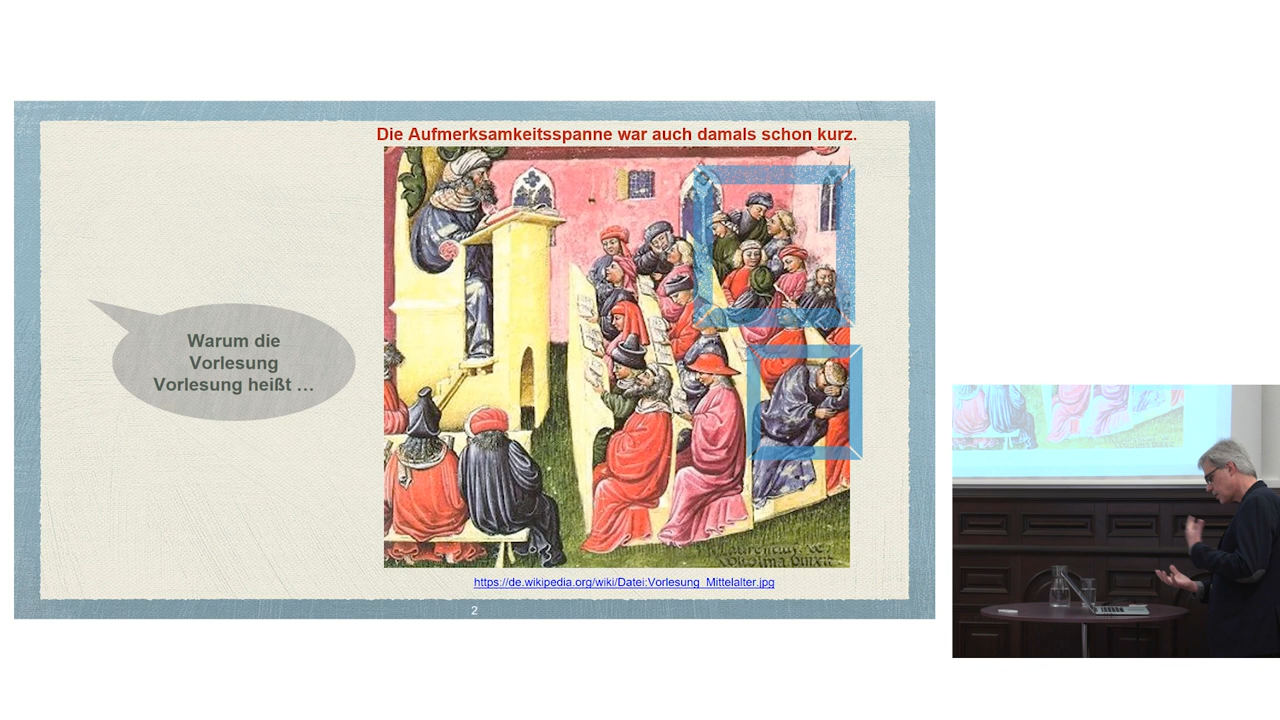 Die Aufmerksamkeitsspanne war auch damals schon kurz.
Warum die
Vorlesung
Vorlesung heißt …
https://de.wikipedia.org/wiki/Datei:Vorlesung_Mittelalter.jpg
2